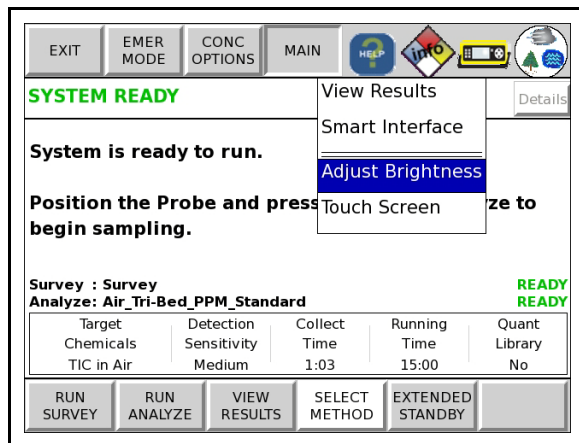 EXIT
EMER
MODE
CONC
OPTIONS
MAIN
HELP
info
SYSTEM READY
View Results
Details
Smart Interface
System is ready to run.
Adjust Brightness
Position the Probe and press
ze to
Touch Screen
begin sampling.
Survey : Survey
READY
Analyze: Air_Tri-Bed_PPM_Standard
READY
Target Detection Collect Running Quant
Chemicals Sensitivity Time Time Library
TIC in Air Medium 1:03 15:00 No
RUN
SURVEY
RUN
ANALYZE
VIEW
RESULTS
SELECT
METHOD
EXTENDED
STANDBY